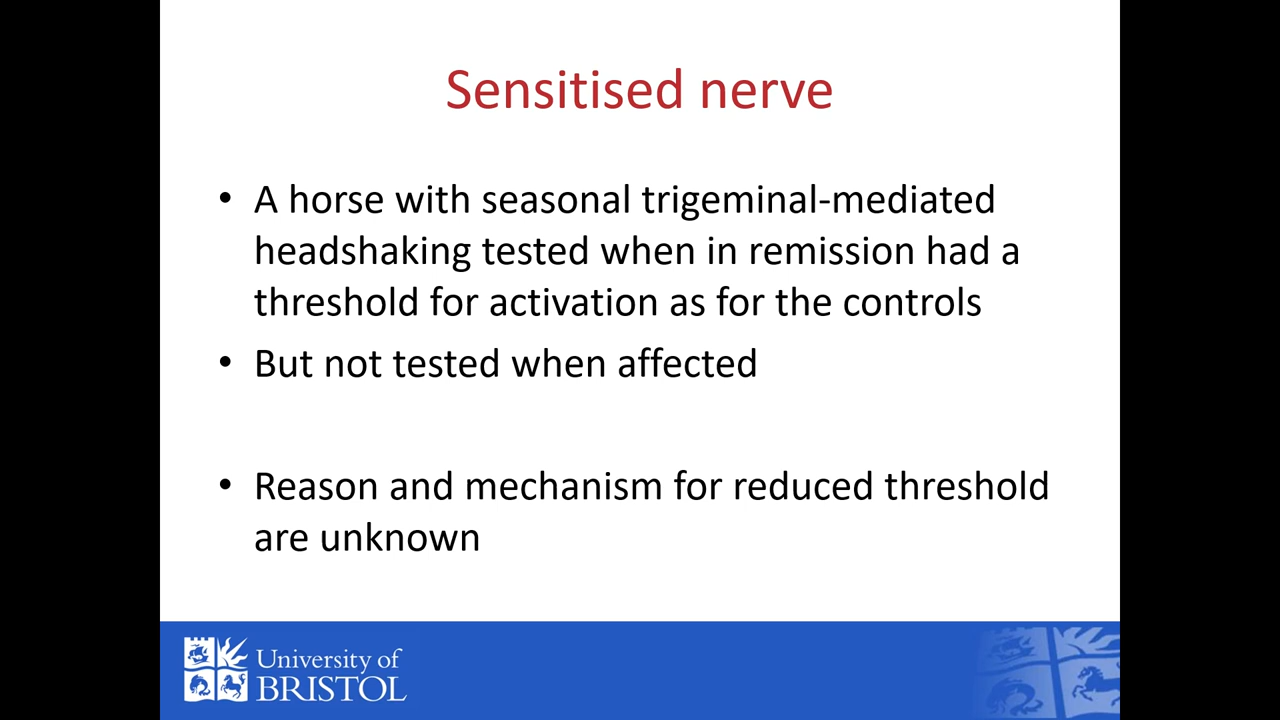 Sensitised nerve
• A horse with seasonal trigeminal-mediated
headshaking tested when in remission had a
threshold for activation as for the controls
• But not tested when affected
• Reason and mechanism for reduced threshold
are unknown
University of
BRISTOL